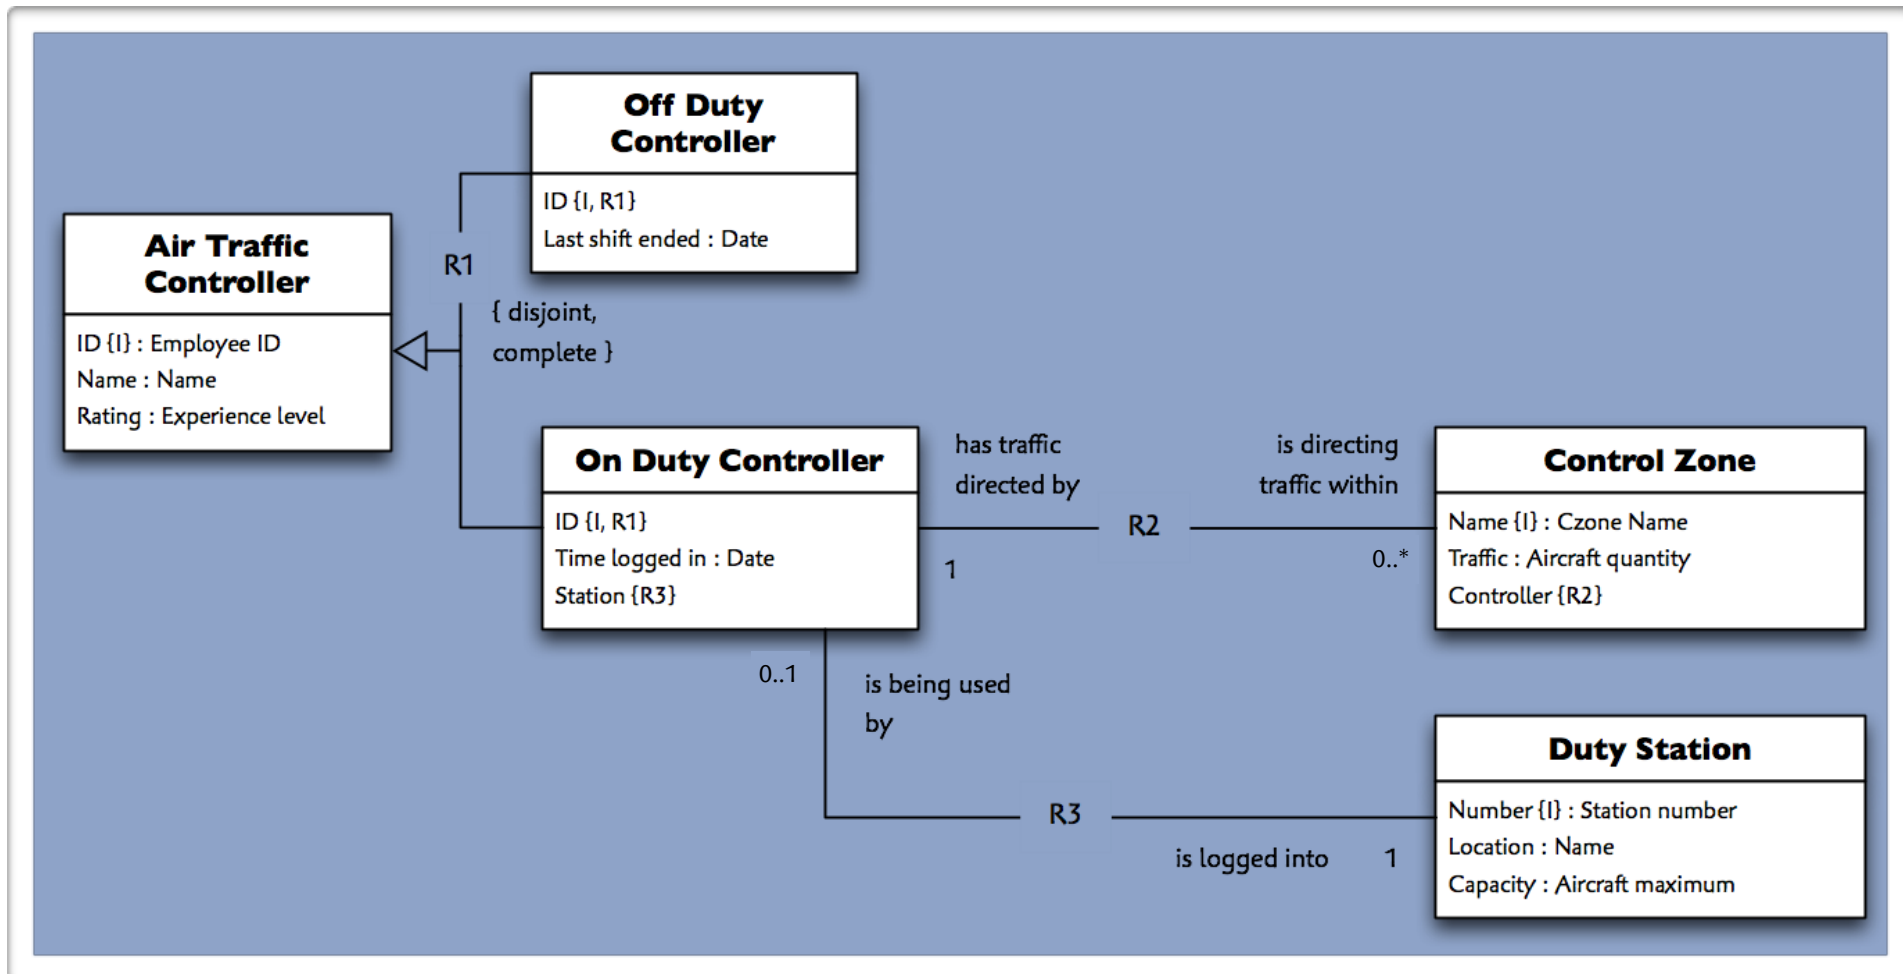 Off Duty
Controller
ID {I, R1}
Last shift ended : Date
Air Traffic
Controller
ID {I} : Employee ID
Name : Name
Rating : Experience level
R1
{ disjoint,
complete }
On Duty Controller
ID {I, R1}
Time logged in : Date
Station {R3}
has traffic
directed by
1
R2
is directing
traffic within
0..*
Control Zone
Name {I} : Czone Name
Traffic : Aircraft quantity
Controller {R2}
0..1
is being used
by
R3
is logged into
1
Duty Station
Number {I} : Station number
Location : Name
Capacity : Aircraft maximum